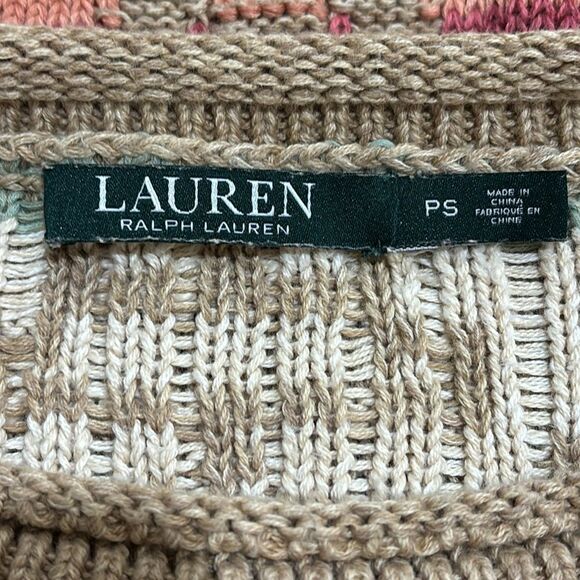 LAUREN
RALPH LAUREN
PS
MADE IN
CHINA
FABRIQUÉ EN
CHINE